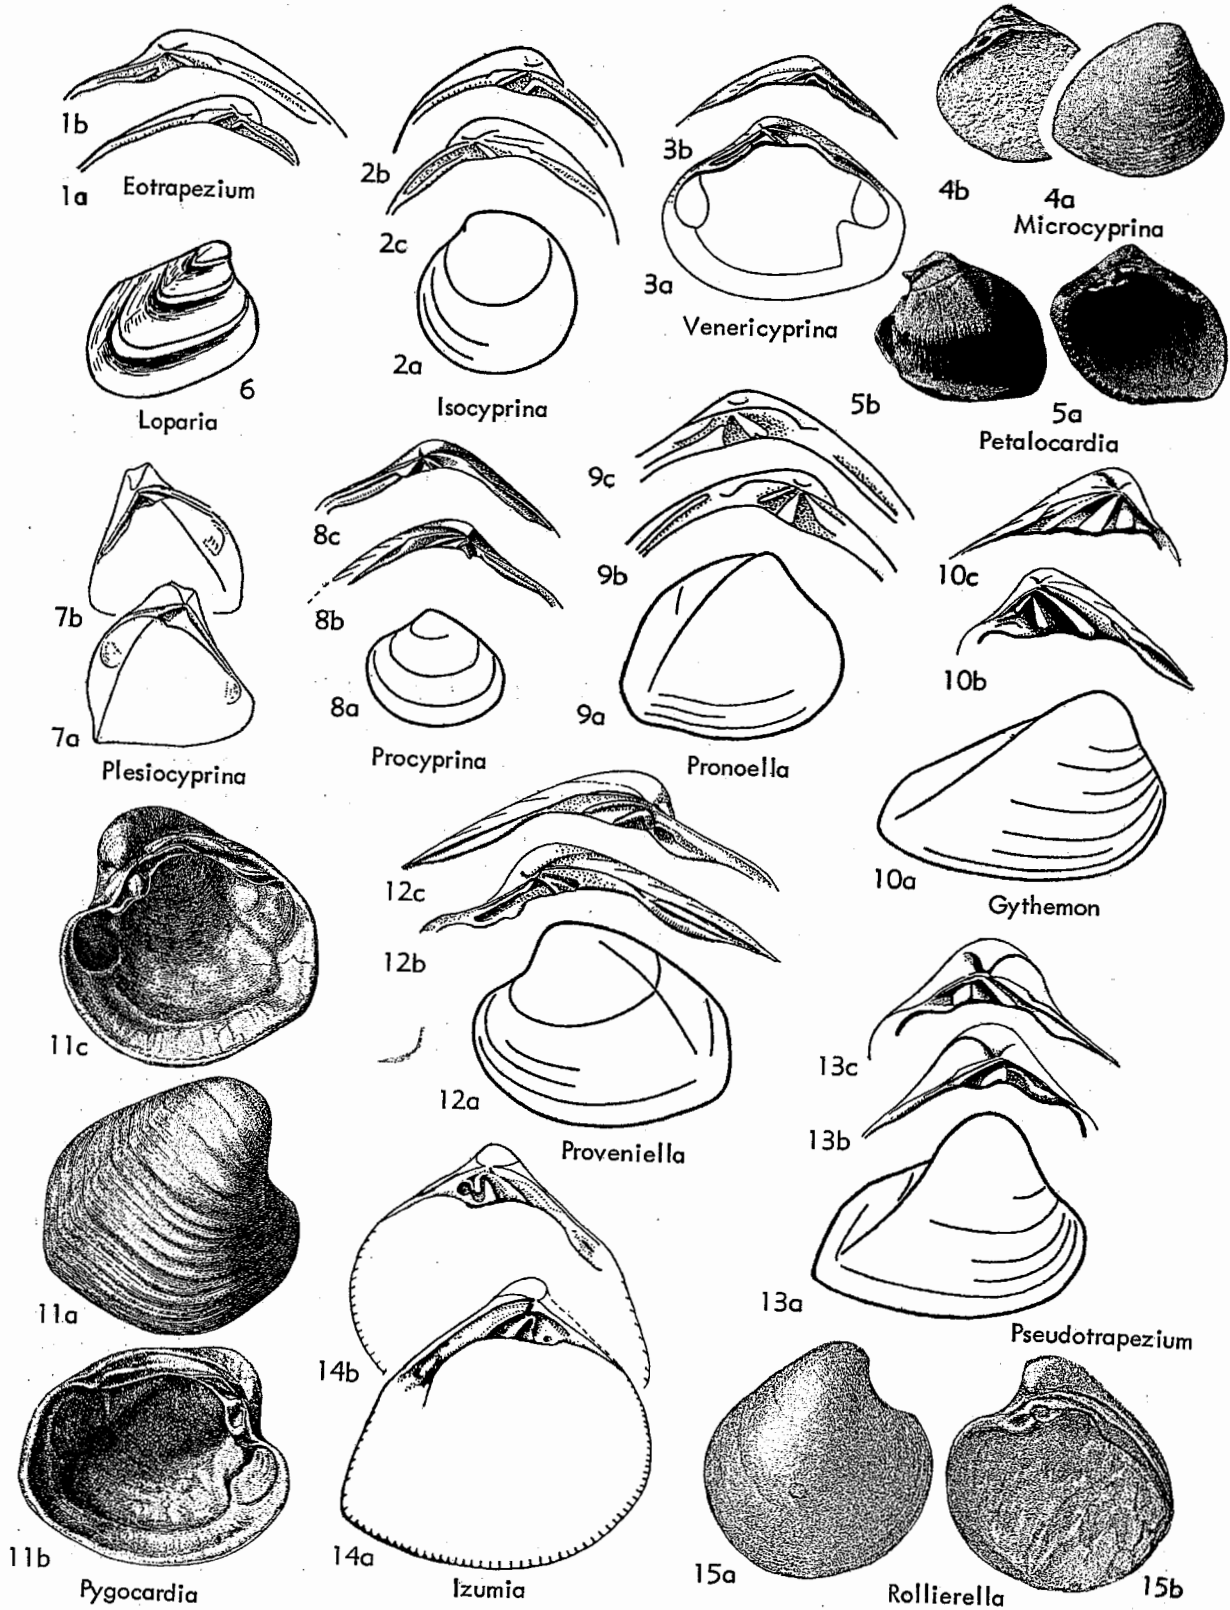 1b
1a
Eotrapezium
2b
2c
2a
Isocyprina
3b
3a
Venericyprina
4b
4a
Microcyprina
5b
5a
Petalocardia
6
Loparia
7b
7a
Plesiocyprina
8c
8b
8a
Procyprina
9c
9b
9a
Pronoella
10c
10b
10a
Gythemon
11c
11a
11b
Pygocardia
12c
12b
12a
Proveniella
13c
13b
13a
Pseudotrapezium
14b
14a
Izumia
15a
15b
Rollierella